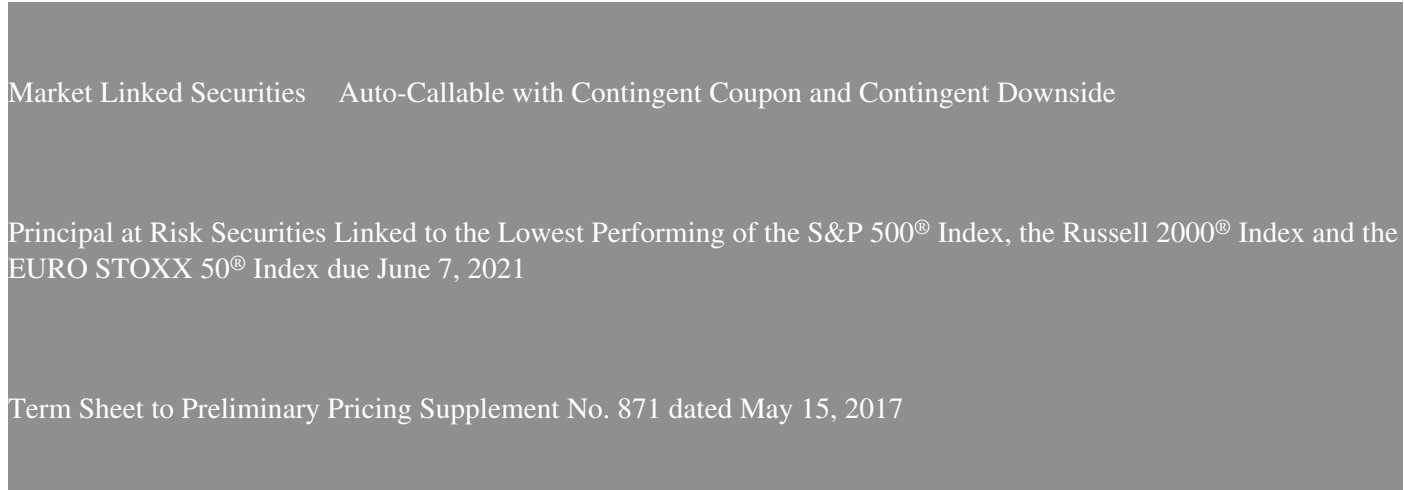 Market Linked Securities Auto-Callable with Contingent Coupon and Contingent Downside
Principal at Risk Securities Linked to the Lowest Performing of the S&P 500® Index, the Russell 2000® Index and the
EURO STOXX 50® Index due June 7, 2021
Term Sheet to Preliminary Pricing Supplement No. 871 dated May 15, 2017